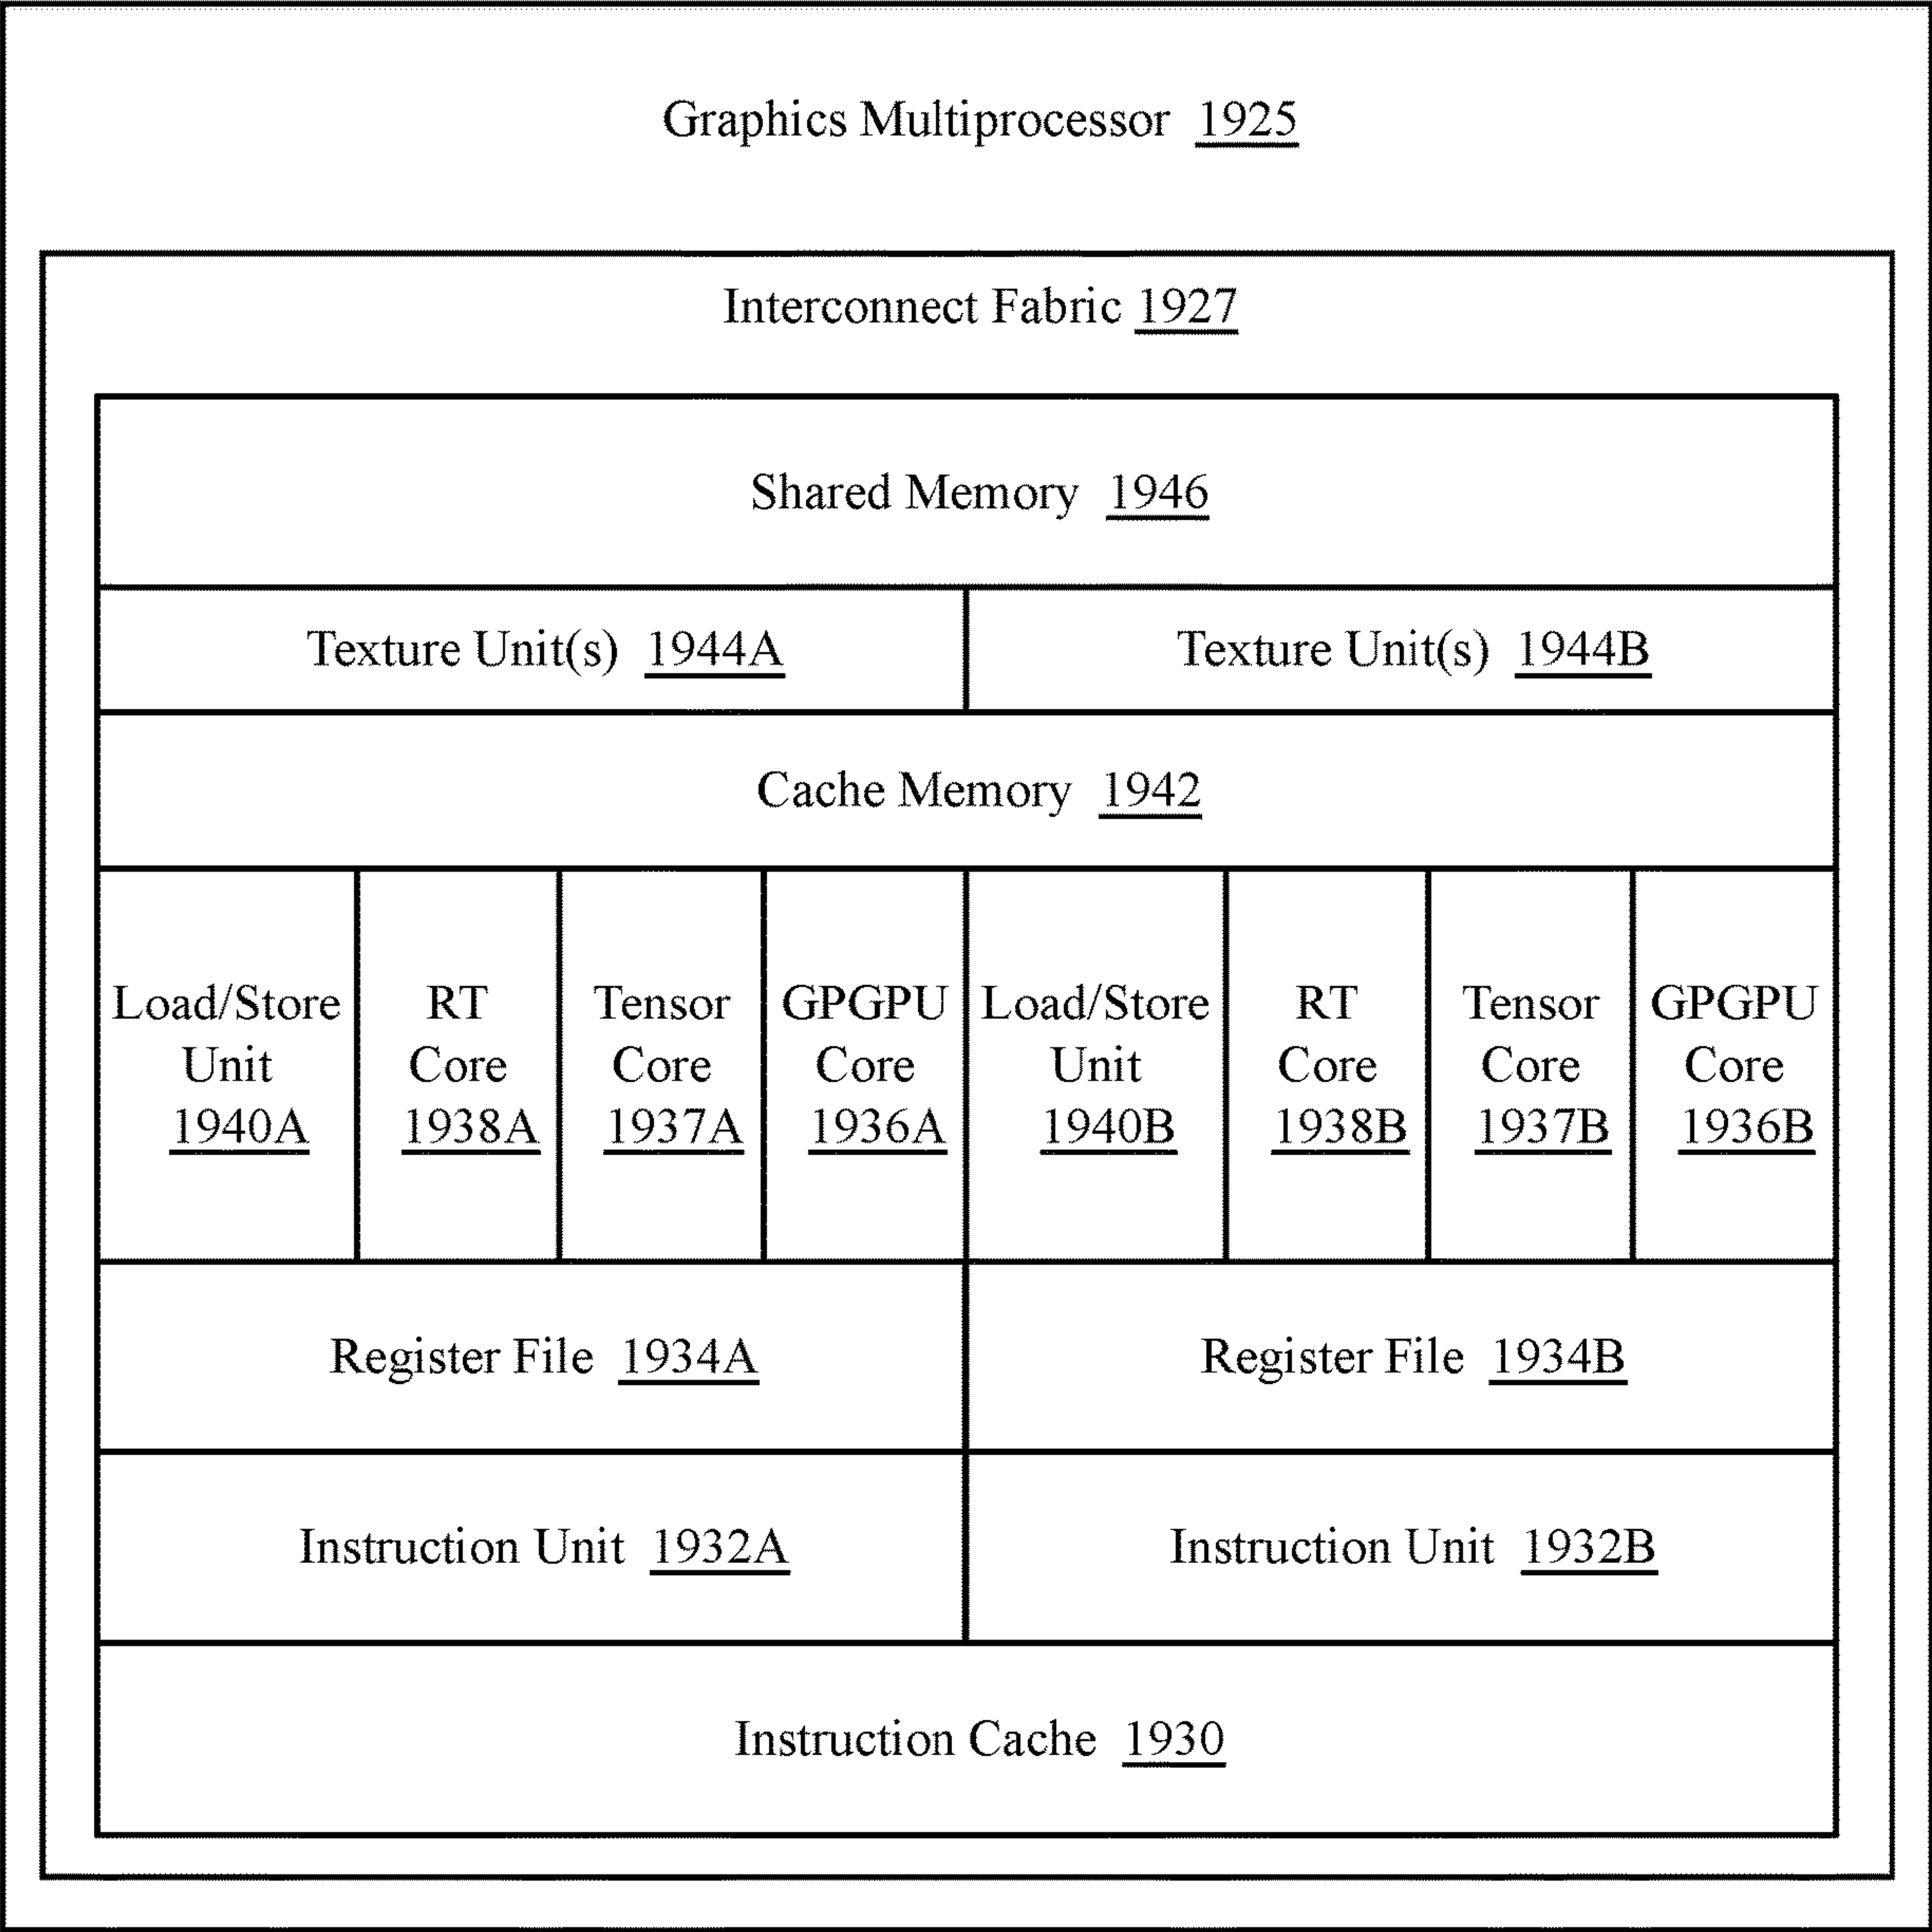 Graphics Multiprocessor 1925
Interconnect Fabric 1927
Shared Memory 1946
Texture Unit(s) 1944A
Texture Unit(s) 1944B
Cache Memory 1942
Load/Store
Unit
1940A
RT
Core
1938A
Tensor
Core
1937A
GPGPU
Core
1936A
Load/Store
Unit
1940B
RT
Core
1938B
Tensor
Core
1937B
GPGPU
Core
1936B
Register File 1934A
Register File 1934B
Instruction Unit 1932A
Instruction Unit 1932B
Instruction Cache 1930